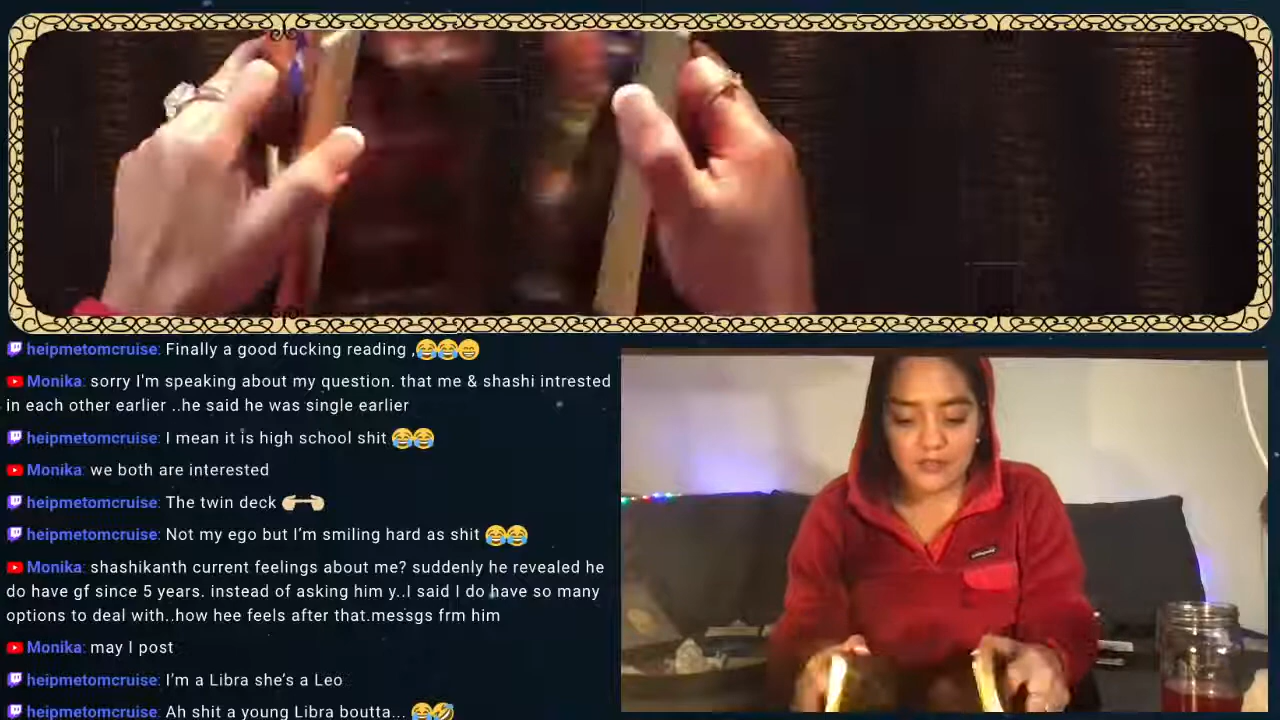 heipmetomcruise: Finally a good fucking reading ,😂😂😁
Monika: sorry I'm speaking about my question. that me & shashi intrested
in each other earlier ..he said he was single earlier
heipmetomcruise: I mean it is high school shit 😂😂
Monika: we both are interested
heipmetomcruise: The twin deck
heipmetomcruise: Not my ego but I’m smiling hard as shit 😂😂
Monika: shashikanth current feelings about me? suddenly he revealed he
do have gf since 5 years. instead of asking him y..I said I do have so many
options to deal with..how hee feels after that.messgs frm him
Monika: may I post
heipmetomcruise: I’m a Libra she’s a Leo
heipmetomcruise: Ah shit a young Libra boutta... 😂🤣